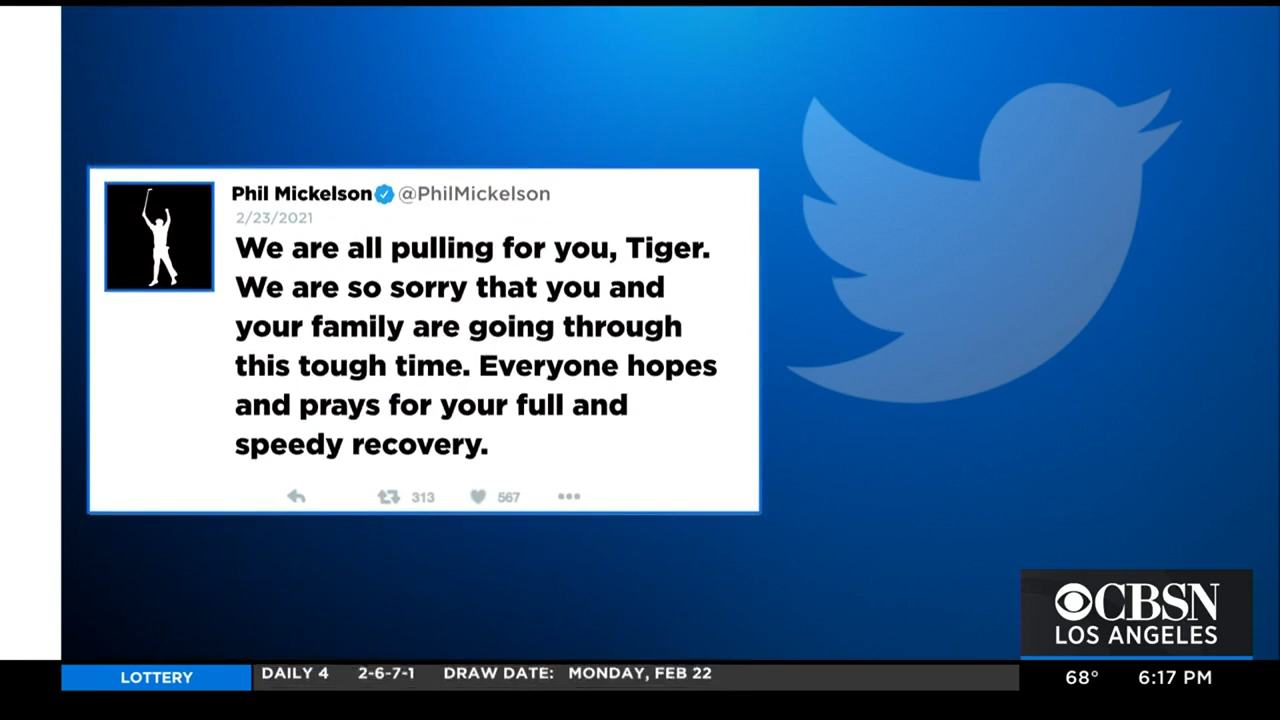 Phil Mickelson @PhilMickelson
2/23/2021
We are all pulling for you, Tiger.
We are so sorry that you and
your family are going through
this tough time. Everyone hopes
and prays for your full and
speedy recovery.
313 567
CBSN
LOS ANGELES
LOTTERY DAILY 4 2-6-7-1 DRAW DATE: MONDAY, FEB 22 68° 6:17 PM